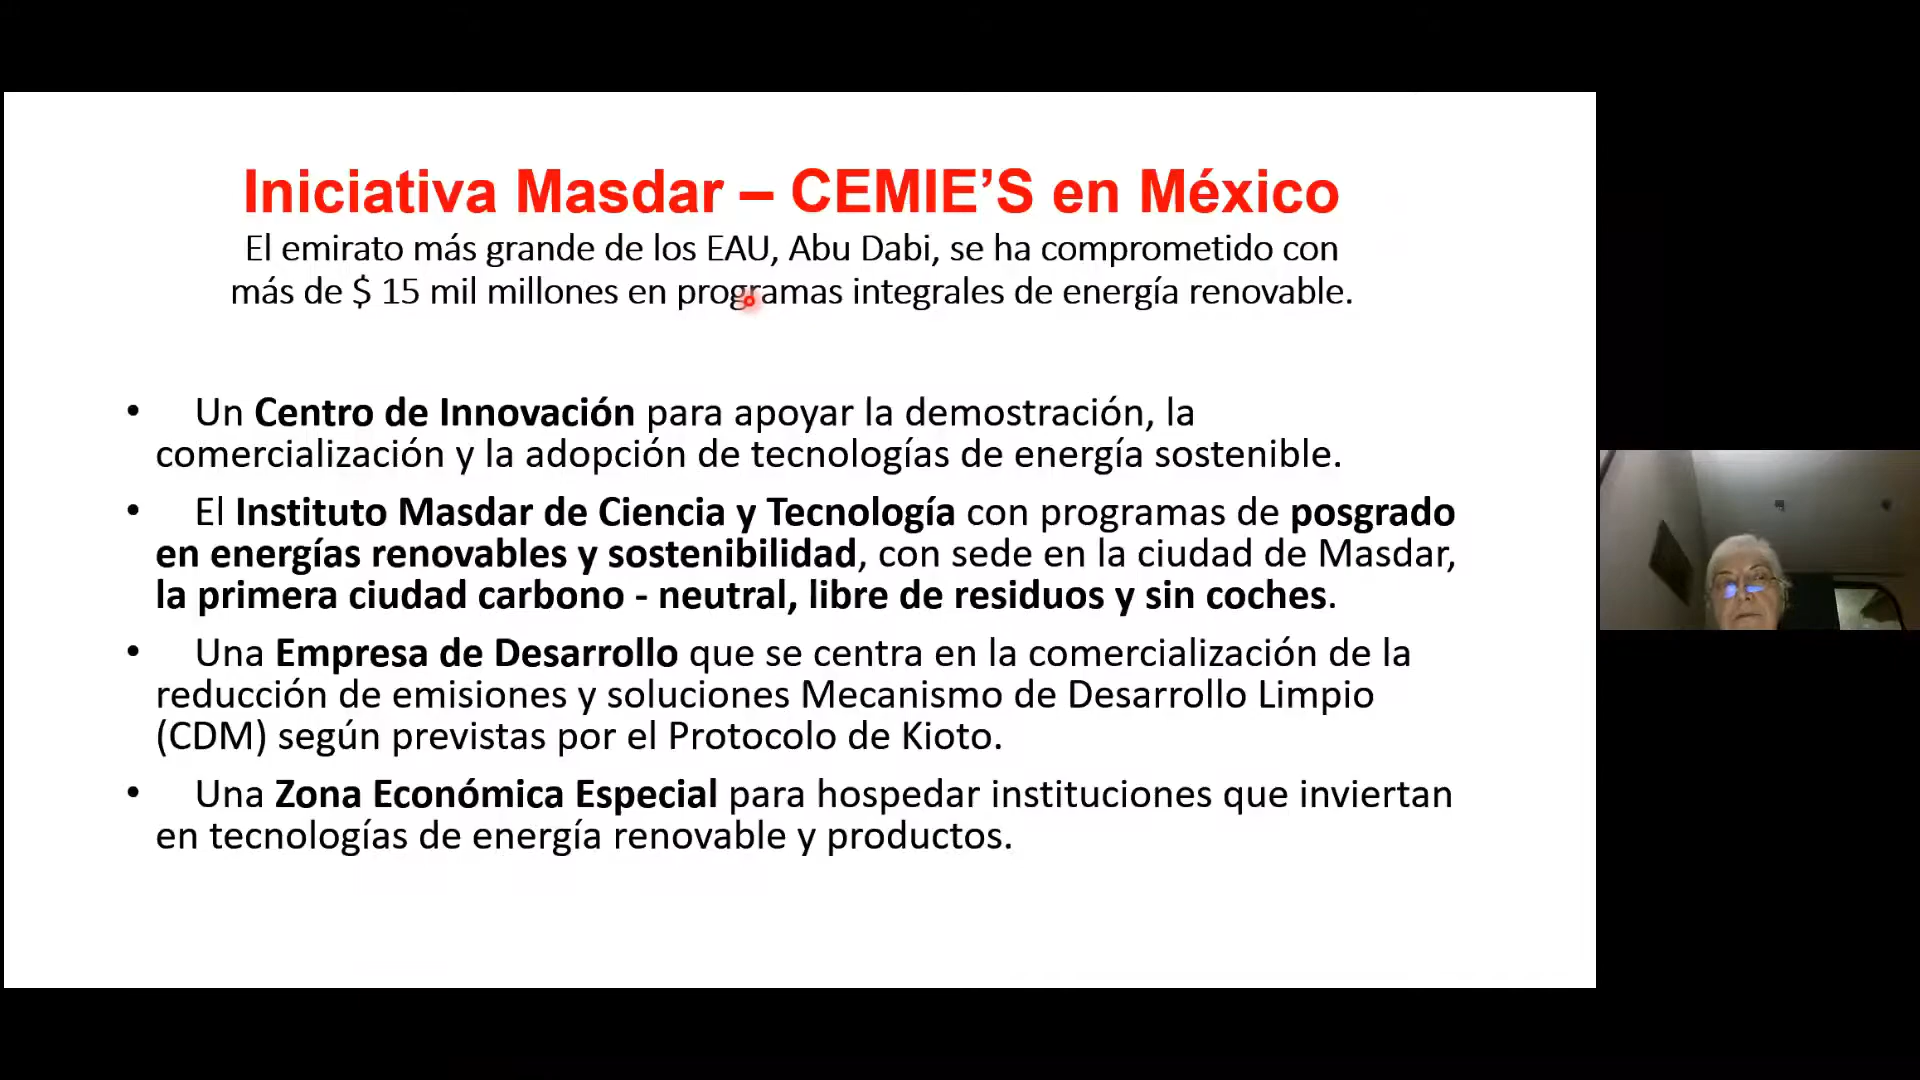 Iniciativa Masdar – CEMIE’S en México
El emirato más grande de los EAU, Abu Dabi, se ha comprometido con
más de $ 15 mil millones en programas integrales de energía renovable.
• Un Centro de Innovación para apoyar la demostración, la
comercialización y la adopción de tecnologías de energía sostenible.
• El Instituto Masdar de Ciencia y Tecnología con programas de posgrado
en energías renovables y sostenibilidad, con sede en la ciudad de Masdar,
la primera ciudad carbono - neutral, libre de residuos y sin coches.
• Una Empresa de Desarrollo que se centra en la comercialización de la
reducción de emisiones y soluciones Mecanismo de Desarrollo Limpio
(CDM) según previstas por el Protocolo de Kioto.
• Una Zona Económica Especial para hospedar instituciones que inviertan
en tecnologías de energía renovable y productos.